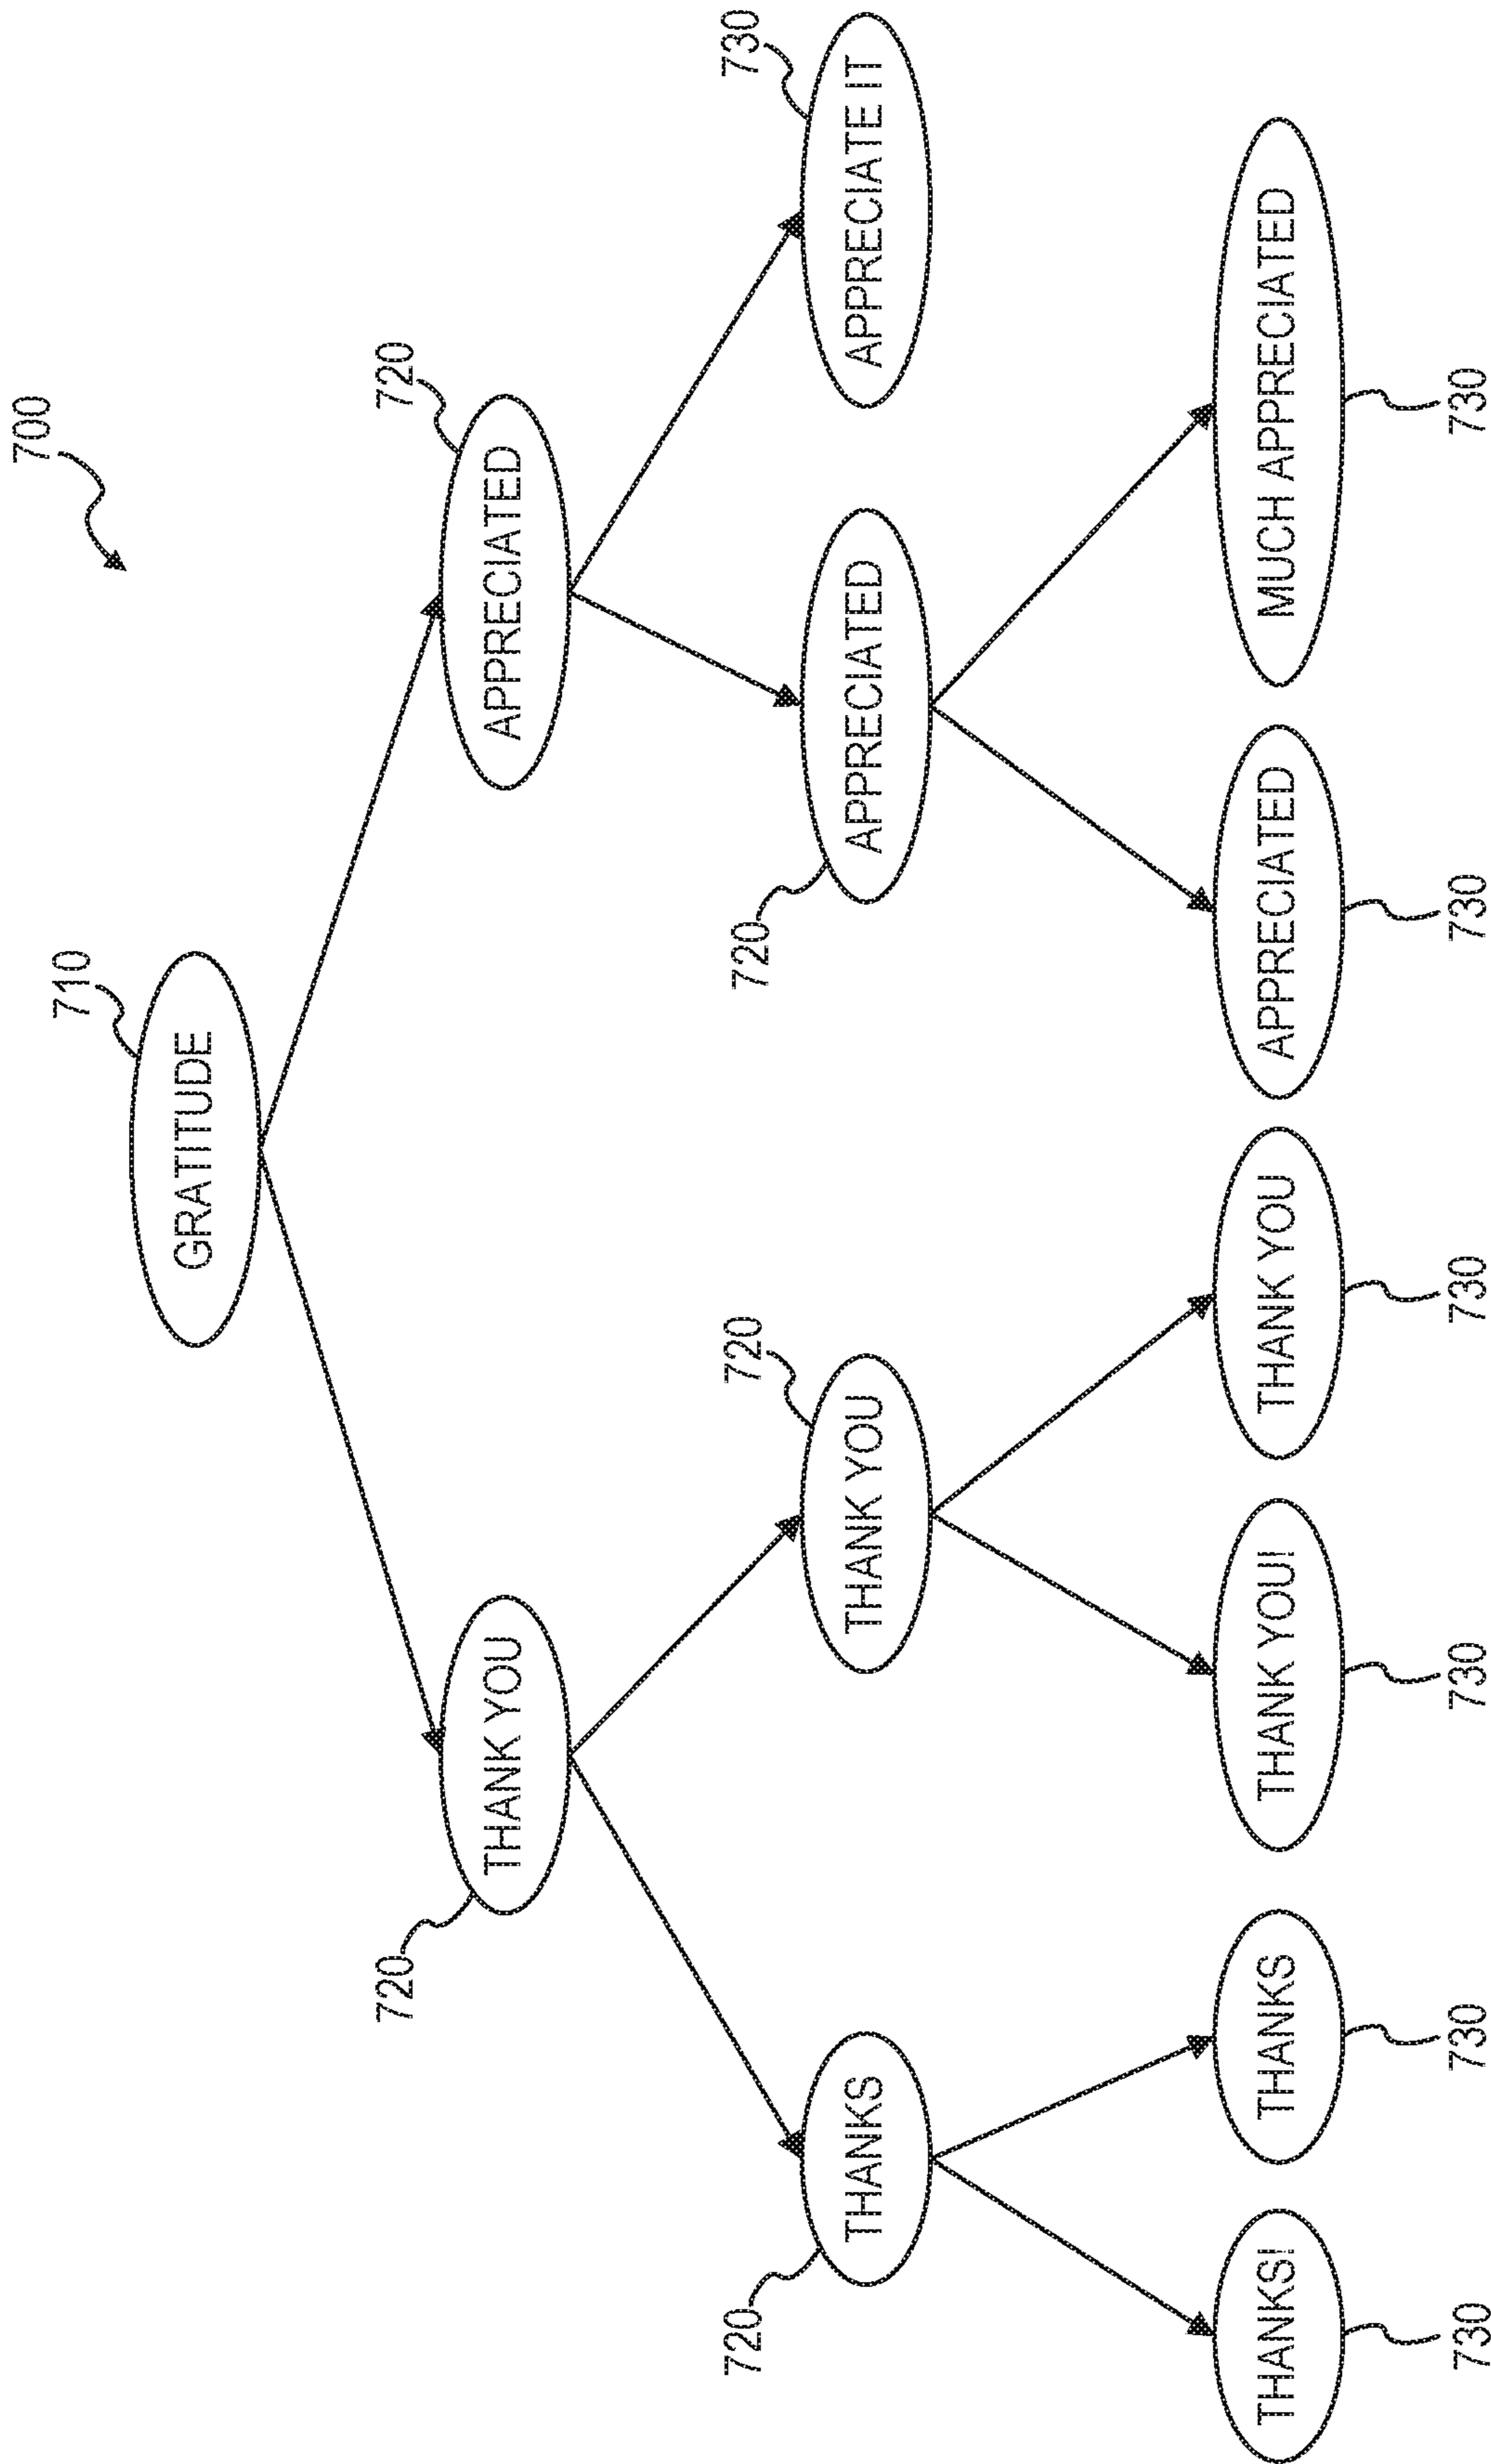 700
710
GRATITUDE
720
THANK YOU
720
APPRECIATED
720
THANKS
720
THANK YOU
720
APPRECIATED
730
APPRECIATE IT
THANKS!
THANKS
THANK YOU!
THANK YOU
APPRECIATED
MUCH APPRECIATED
730
730
730
730
730
730